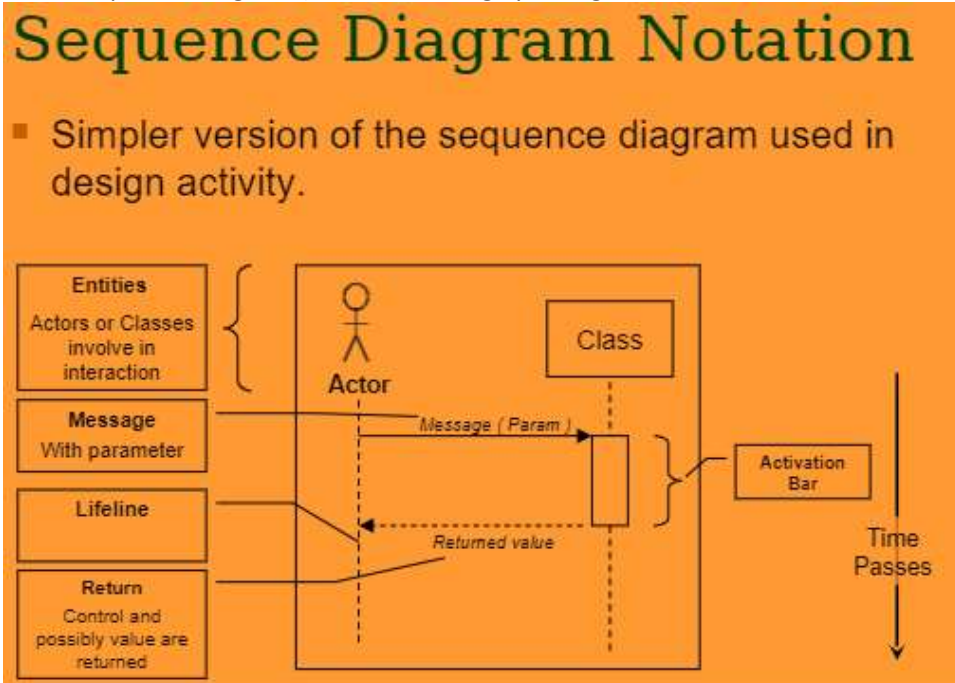 Sequence Diagram Notation
Simpler version of the sequence diagram used in
design activity.
Entities
Actors or Classes
involve in
interaction
Message
With parameter
Lifeline
Return
Control and
possibly value are
returned
Actor
Class
Message ( Param )
Returned value
Activation
Bar
Time
Passes